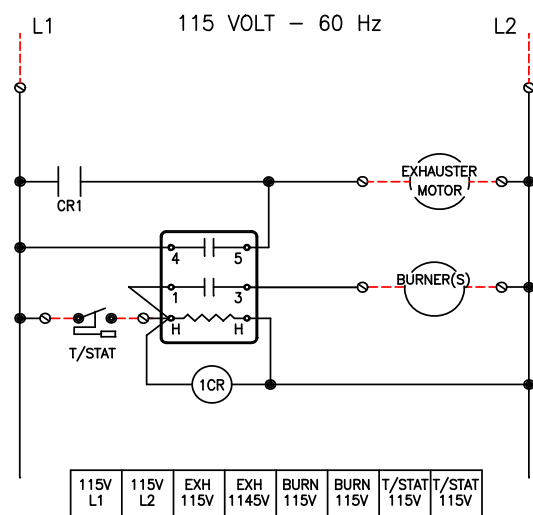 L1 115 VOLT – 60 Hz L2
EXHAUSTER
MOTOR
CR1
4 5
BURNER(S)
1 3
H H
T/STAT
1CR
115V 115V EXH EXH BURN BURN T/STAT T/STAT
L1 L2 115V 1145V 115V 115V 115V 115V